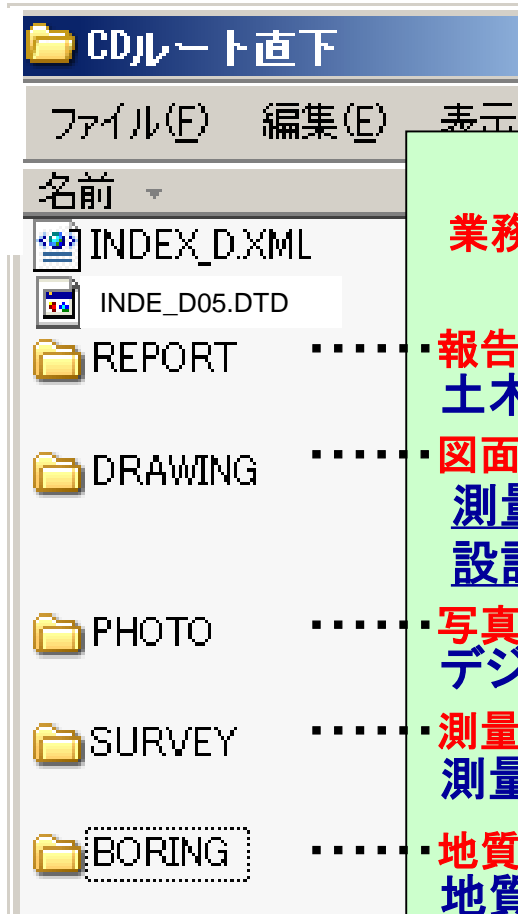 CDルート直下
ファイル(F) 編集(E) 表示
名前
INDEX_D.XML
業務
INDE_D05.DTD
REPORT ･･････報告
土木
DRAWING ･･････図面
測量
設計
PHOTO ･･････写真
デジ
SURVEY ･･････測量
測量
BORING ･･････地質
地質